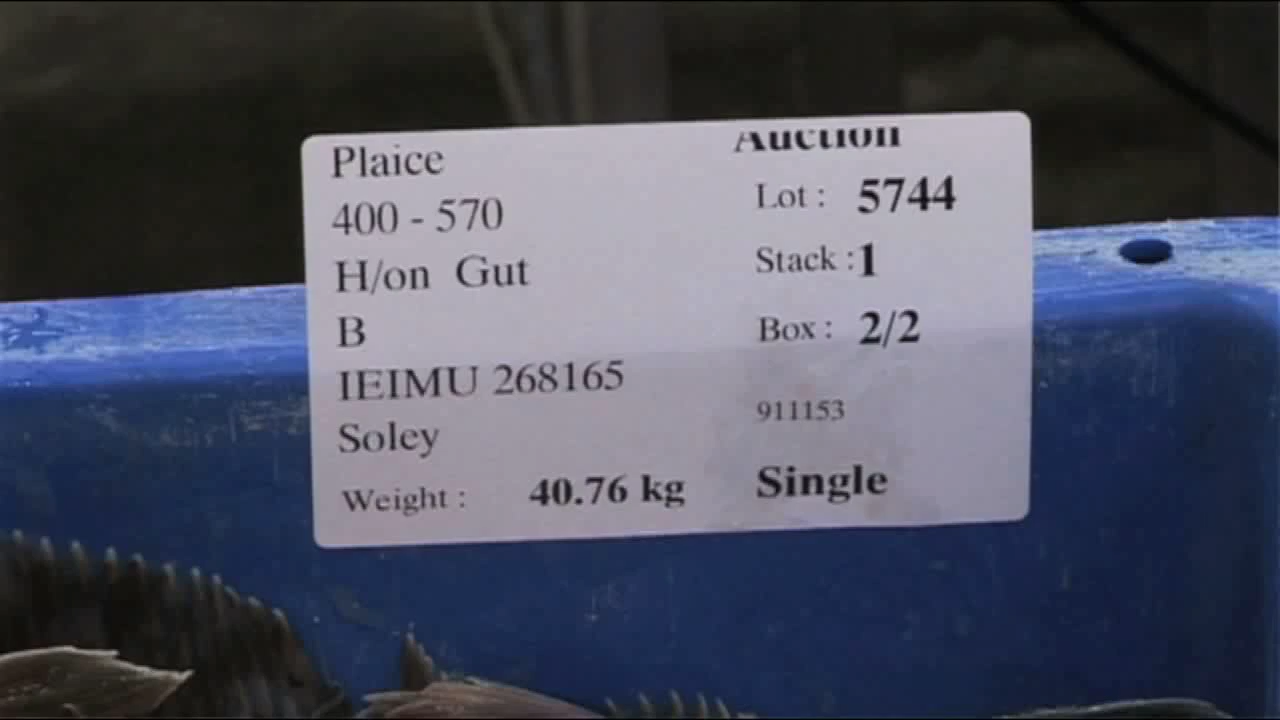 Plaice
400 - 570
H/on Gut
B
IEIMU 268165
Soley
Weight : 40.76 kg
Auction
Lot : 5744
Stack : 1
Box : 2/2
911153
Single